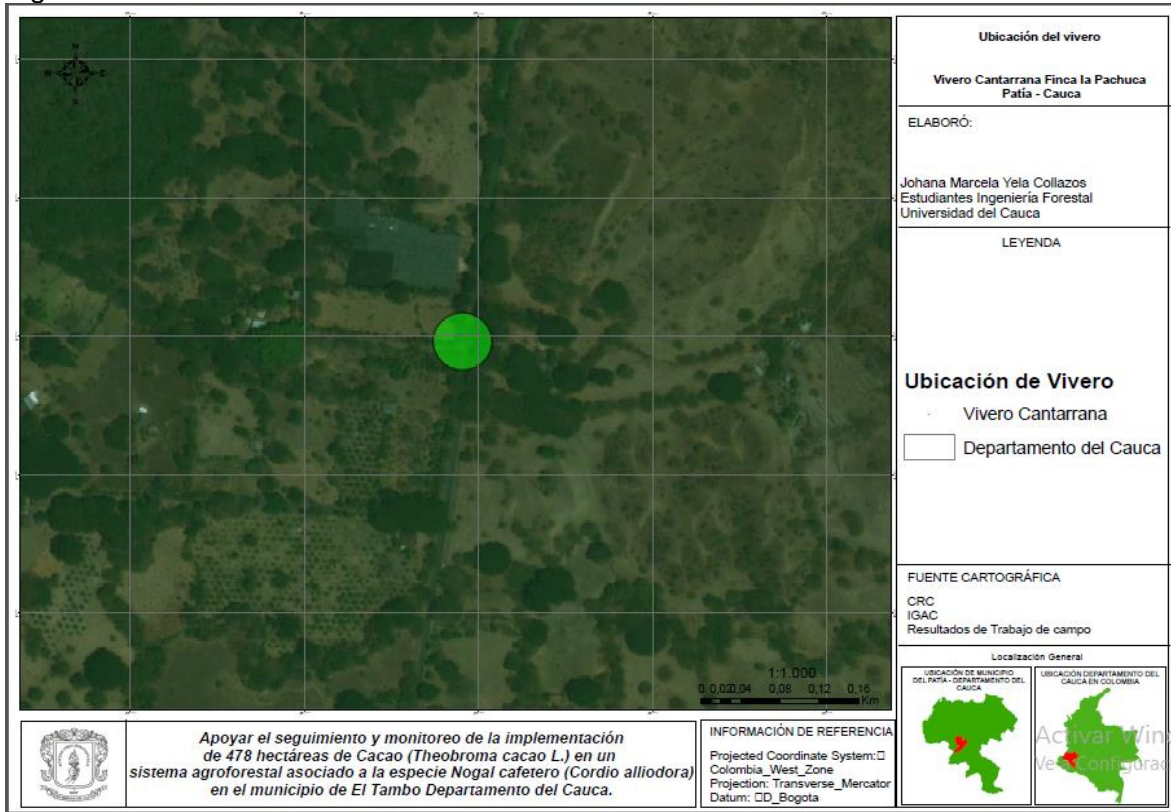 Ubicación del vivero
Vivero Cantarrana Finca la Pachuca
Patía - Cauca
ELABORÓ:
Johana Marcela Yela Collazos
Estudiantes Ingeniería Forestal
Universidad del Cauca
LEYENDA
Ubicación de Vivero
Vivero Cantarrana
Departamento del Cauca
FUENTE CARTOGRÁFICA
CRC
IGAC
Resultados de Trabajo de campo
Localización General
UBICACIÓN DE MUNICIPIO
DEL PATÍA - DEPARTAMENTO DEL
CAUCA
UBICACIÓN DEPARTAMENTO DEL
CAUCA EN COLOMBIA
Activar Win
N
S
1:1.000
0 0,020,04 0,08 0,12 0,16
Km
Apoyar el seguimiento y monitoreo de la implementación
de 478 hectáreas de Cacao (Theobroma cacao L.) en un
sistema agroforestal asociado a la especie Nogal cafetero (Cordio alliodora)
en el municipio de El Tambo Departamento del Cauca.
INFORMACIÓN DE REFERENCIA
Projected Coordinate System:
Colombia_West_Zone
Projection: Transverse_Mercator
Datum: D_Bogota